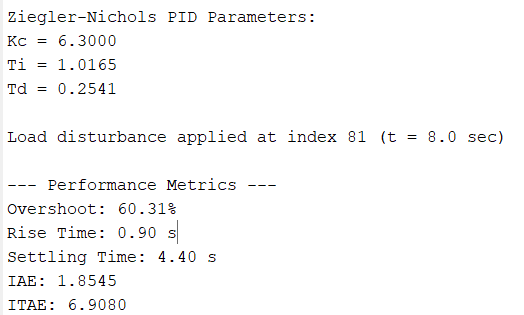 Ziegler-Nichols PID Parameters:
Kc = 6.3000
Ti = 1.0165
Td = 0.2541
Load disturbance applied at index 81 (t = 8.0 sec)
--- Performance Metrics ---
Overshoot: 60.31%
Rise Time: 0.90 s
Settling Time: 4.40 s
IAE: 1.8545
ITAE: 6.9080